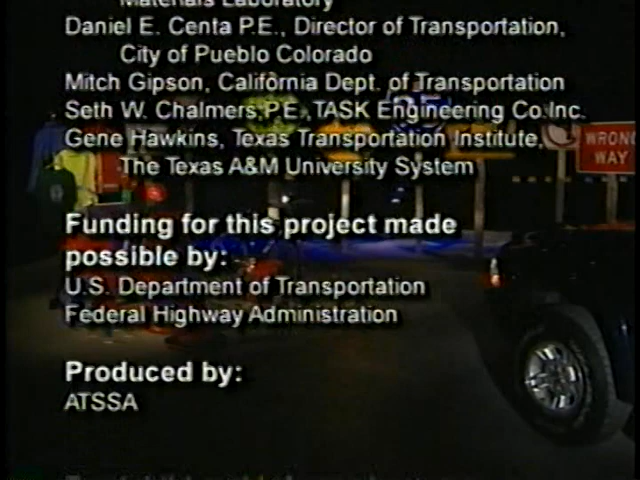 Materials Laboratory
Daniel E. Centa P.E., Director of Transportation,
City of Pueblo Colorado
Mitch Gipson, California Dept. of Transportation
Seth W. Chalmers,P.E.,TASK Engineering Co.Inc.
Gene Hawkins, Texas Transportation Institute,
The Texas A&M University System
WRONG
WAY
Funding for this project made
possible by:
U.S. Department of Transportation
Federal Highway Administration
Produced by:
ATSSA